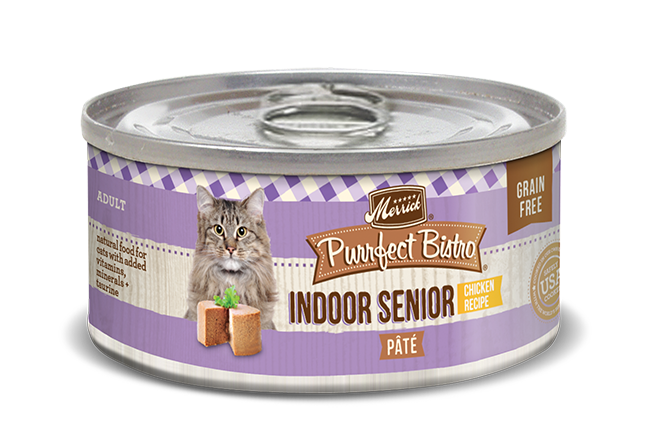 ADULT
natural food for
cats with added
vitamins,
minerals +
taurine
Merrick®
Purrfect Bistro®
INDOOR SENIOR
CHICKEN
RECIPE
PÂTÉ
GRAIN
FREE
USA